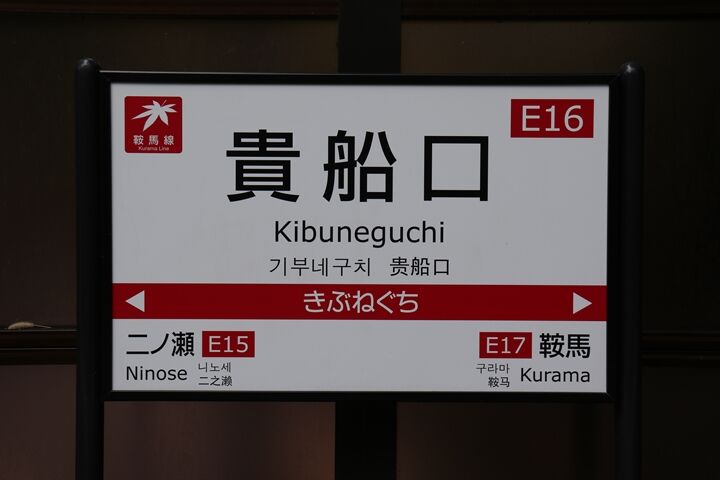 鞍馬線
Kurama Line
E16
貴船口
Kibuneguchi
기부네구치 贵船口
きぶねぐち
二ノ瀬 E15
Ninose 니노세 二之濑
E17 鞍馬
구라마 鞍马 Kurama